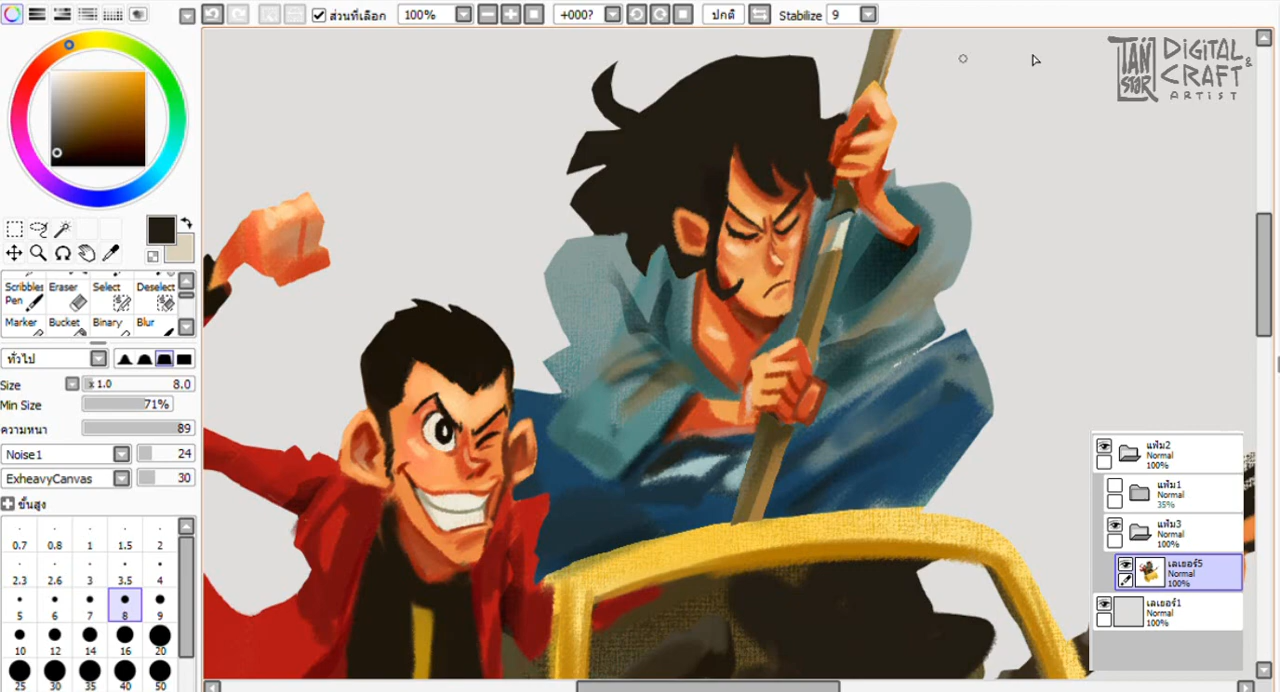 ส่วนที่เลือก
100%
+000?
ปกติ
Stabilize
9
TANSTAR
DiGiTAL &
CRAFT
ARTIST
Scribbles Pen
Eraser
Select
Deselect
Marker
Bucket
Binary
Blur
ทั่วไป
Size
x 1.0
8.0
Min Size
71%
ความหนา
89
Noise1
24
ExheavyCanvas
30
ขั้นสูง
0.7 0.8 1 1.5 2
2.3 2.6 3 3.5 4
5 6 7 8 9
10 12 14 16 20
25 30 35 40 50
แฟ้ม2
Normal
100%
แฟ้ม1
Normal
35%
แฟ้ม3
Normal
100%
เลเยอร์5
Normal
100%
เลเยอร์1
Normal
100%